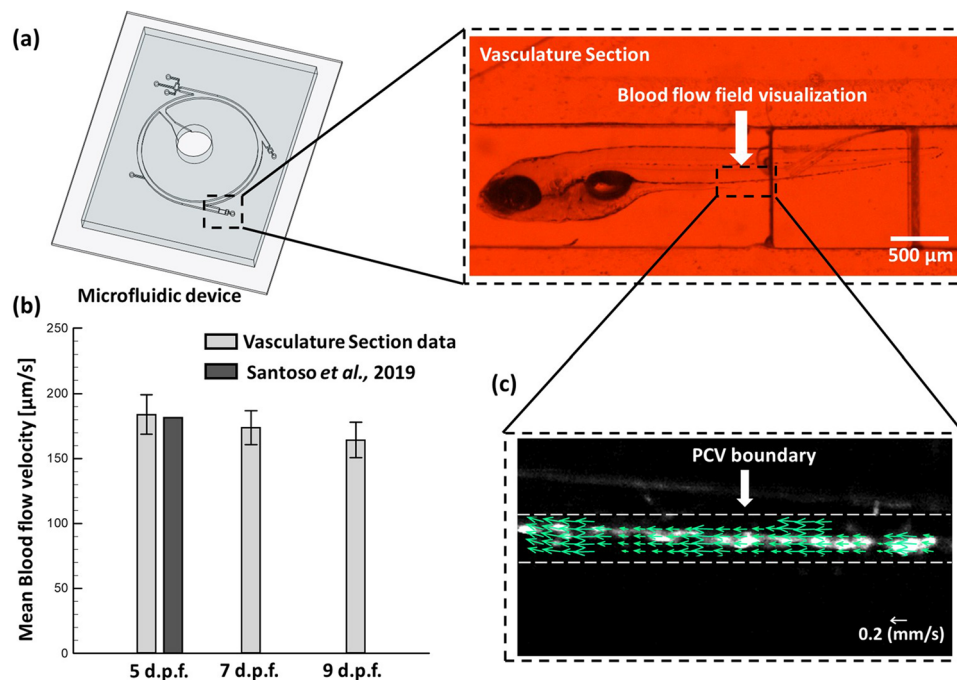 (a)
Vasculature Section
Blood flow field visualization
500 μm
Microfluidic device
(b)
Mean Blood flow velocity [μm/s]
250
200
150
100
50
0
Vasculature Section data
Santoso et al., 2019
5 d.p.f.
7 d.p.f.
9 d.p.f.
(c)
PCV boundary
0.2 (mm/s)